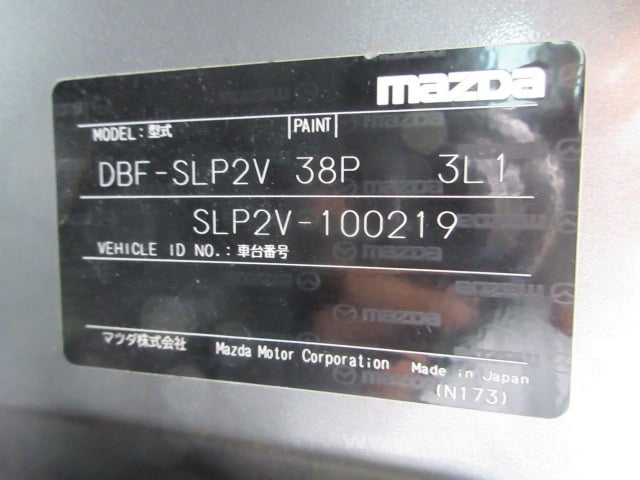 mazda
MODEL: 型式 PAINT
DBF-SLP2V 38P 3L1
SLP2V-100219
VEHICLE ID NO.: 車台番号
マツダ株式会社 Mazda Motor Corporation Made in Japan
(N173)